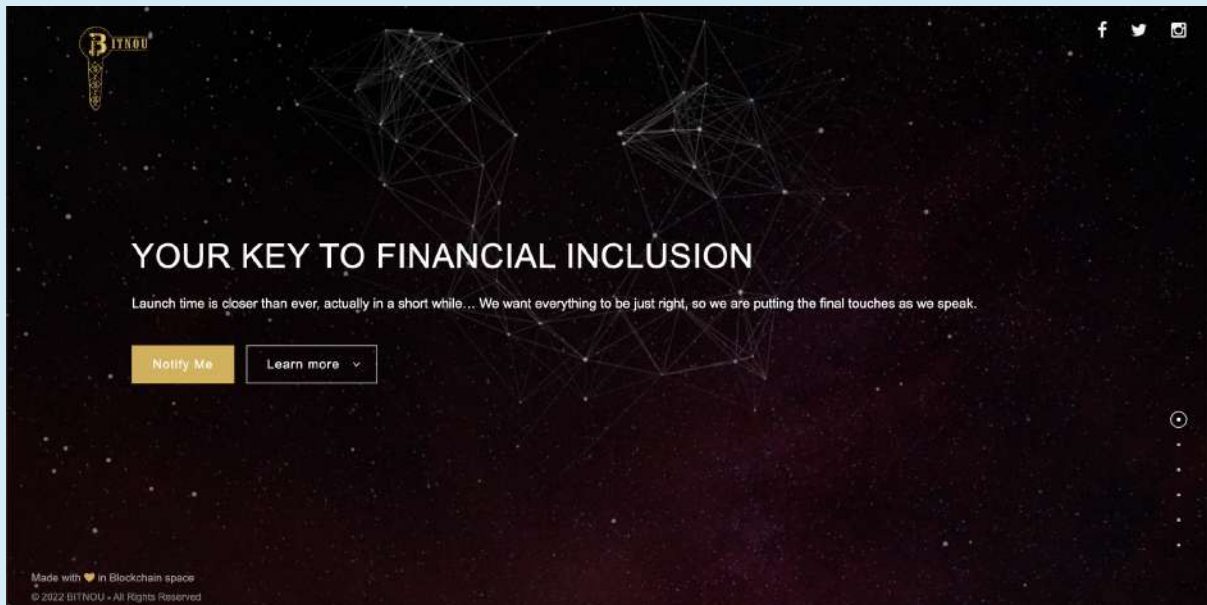 BITNOU
YOUR KEY TO FINANCIAL INCLUSION
Launch time is closer than ever, actually in a short while... We want everything to be just right, so we are putting the final touches as we speak.
Notify Me
Learn more
Made with 🧡 in Blockchain space
© 2022 BITNOU - All Rights Reserved